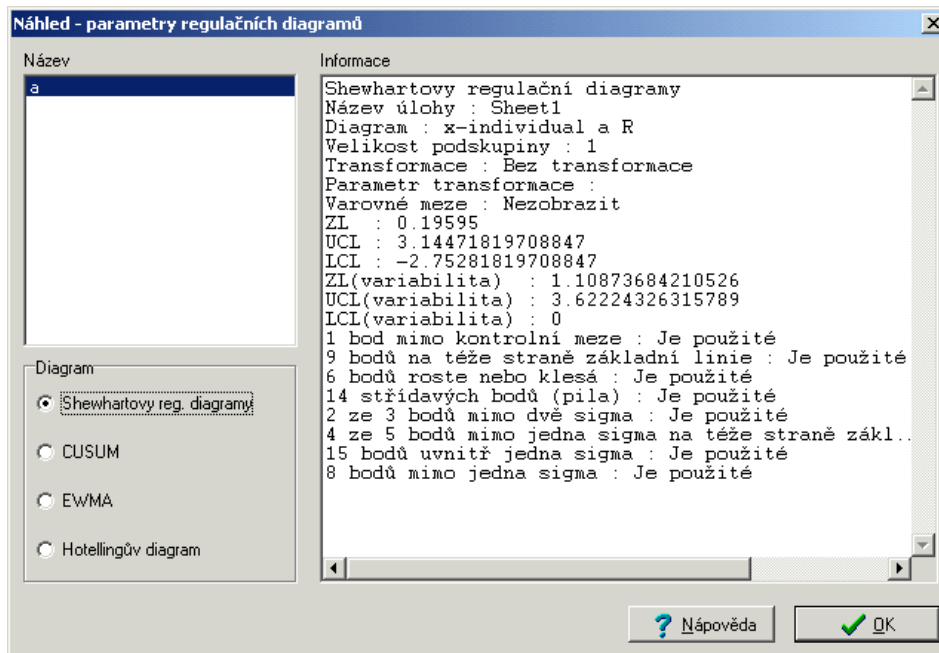 Náhled - parametry regulačních diagramů
Název
a
Diagram
Shewhartovy reg. diagramy
CUSUM
EWMA
Hotellingův diagram
Informace
Shewhartovy regulační diagramy
Název úlohy : Sheet1
Diagram : x-individual a R
Velikost podskupiny : 1
Transformace : Bez transformace
Parametr transformace :
Varovné meze : Nezobrazit
ZL  : 0.19595
UCL : 3.14471819708847
LCL : -2.75281819708847
ZL(variabilita)  : 1.10873684210526
UCL(variabilita) : 3.62224326315789
LCL(variabilita) : 0
1 bod mimo kontrolní meze : Je použité
9 bodů na téže straně základní linie : Je použité
6 bodů roste nebo klesá : Je použité
14 střídavých bodů (pila) : Je použité
2 ze 3 bodů mimo dvě sigma : Je použité
4 ze 5 bodů mimo jedna sigma na téže straně zákl..
15 bodů uvnitř jedna sigma : Je použité
8 bodů mimo jedna sigma : Je použité
Nápověda
OK